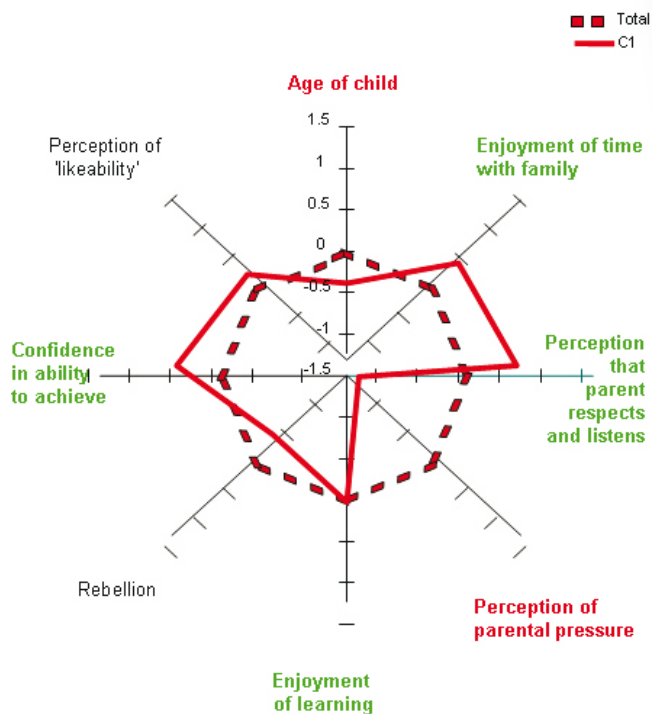 Total
C1
Age of child
Perception of
'likeability'
Enjoyment of time
with family
1.5
1
0.5
0
-0.5
-1
-1.5
Confidence
in ability
to achieve
Perception
that
parent
respects
and listens
Rebellion
Perception of
parental pressure
Enjoyment
of learning